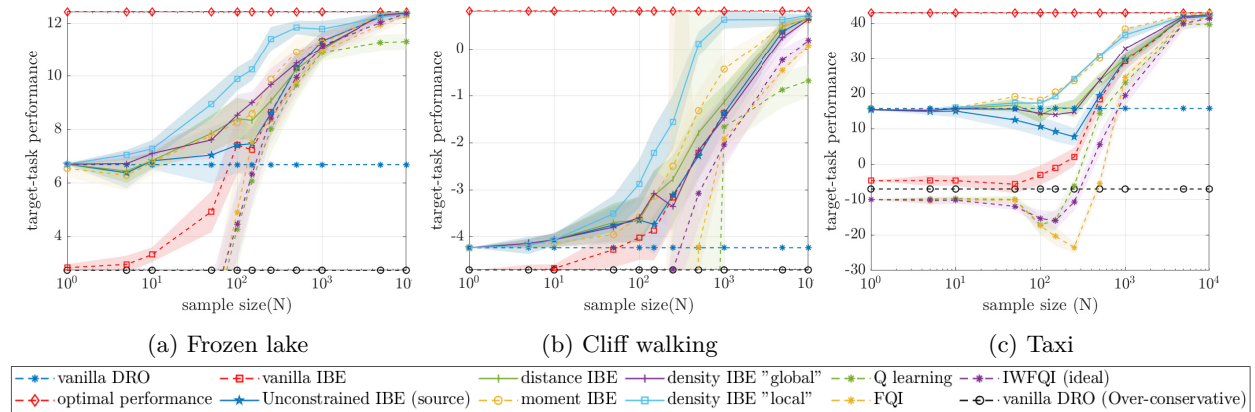 target-task performance
12
10
8
6
4
10^0
10^1
10^2
10^3
10
sample size(N)
(a) Frozen lake
target-task performance
0
-1
-2
-3
-4
10^0
10^1
10^2
10^3
10
sample size(N)
(b) Cliff walking
target-task performance
40
30
20
10
0
-10
-20
-30
10^0
10^1
10^2
10^3
10^4
sample size (N)
(c) Taxi
vanilla DRO
vanilla IBE
distance IBE
density IBE "global"
Q learning
IWFQI (ideal)
optimal performance
Unconstrained IBE (source)
moment IBE
density IBE "local"
FQI
vanilla DRO (Over-conservative)